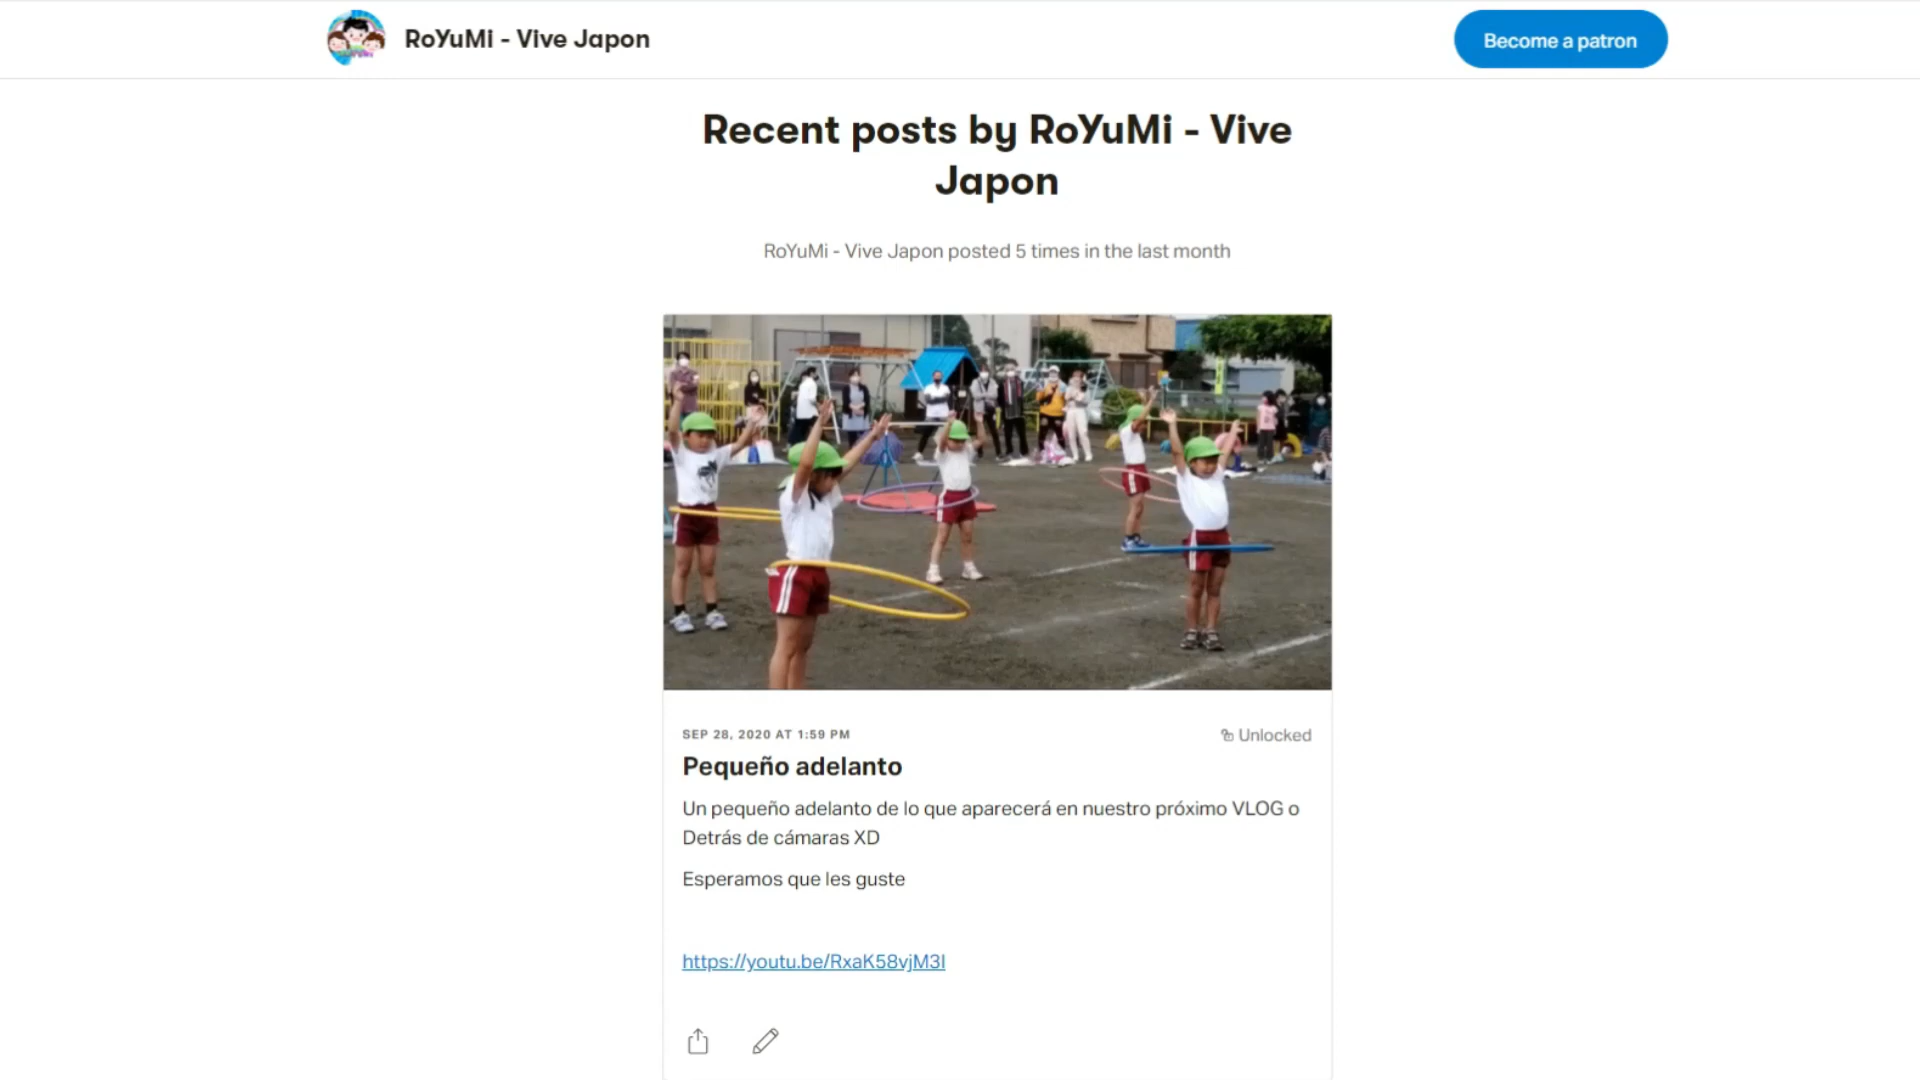 RoYuMi - Vive Japon
Become a patron
Recent posts by RoYuMi - Vive
Japon
RoYuMi - Vive Japon posted 5 times in the last month
SEP 28, 2020 AT 1:59 PM
Unlocked
Pequeño adelanto
Un pequeño adelanto de lo que aparecerá en nuestro próximo VLOG o
Detrás de cámaras XD
Esperamos que les guste
https://youtu.be/RxaK58vjM3I